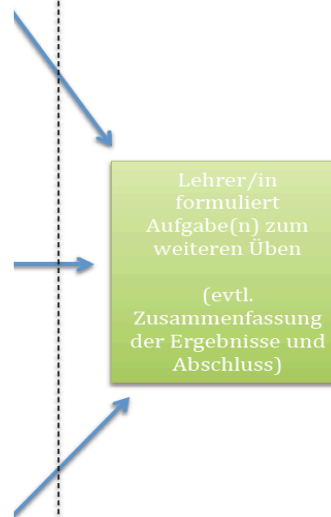 Lehrer/in
formuliert
Aufgabe(n) zum
weiteren Üben
(evtl.
Zusammenfassung
der Ergebnisse und
Abschluss)